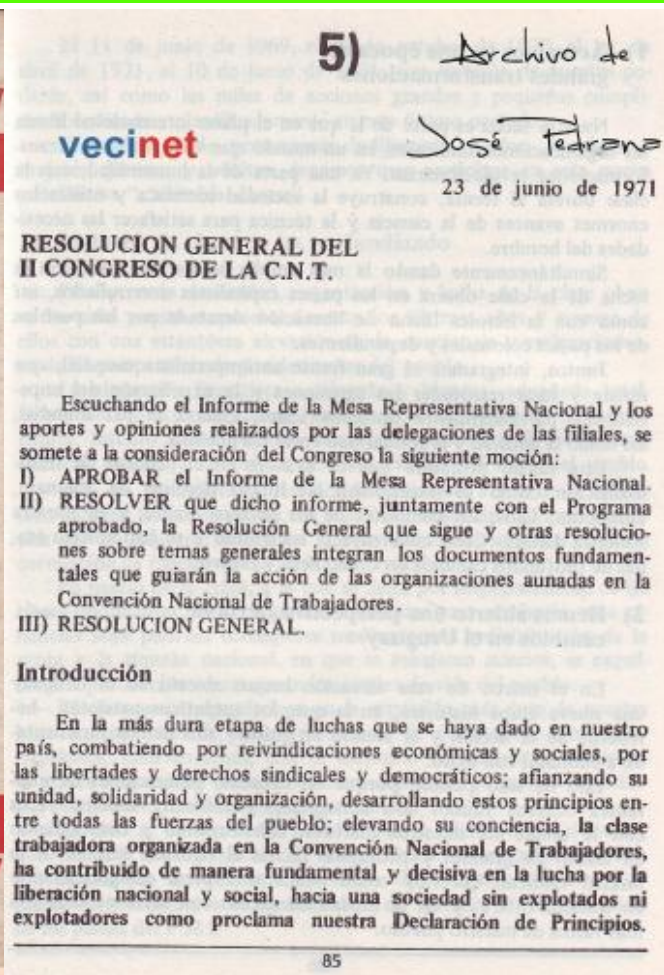 5)
Archivo de
José Pedrana
vecinet
23 de junio de 1971
RESOLUCION GENERAL DEL
II CONGRESO DE LA C.N.T.
Escuchando el Informe de la Mesa Representativa Nacional y los
aportes y opiniones realizados por las delegaciones de las filiales, se
somete a la consideración del Congreso la siguiente moción:
I) APROBAR el Informe de la Mesa Representativa Nacional.
II) RESOLVER que dicho informe, juntamente con el Programa
aprobado, la Resolución General que sigue y otras resolucio-
nes sobre temas generales integran los documentos fundamen-
tales que guiarán la acción de las organizaciones aunadas en la
Convención Nacional de Trabajadores.
III) RESOLUCION GENERAL.
Introducción
En la más dura etapa de luchas que se haya dado en nuestro
país, combatiendo por reivindicaciones económicas y sociales, por
las libertades y derechos sindicales y democráticos; afianzando su
unidad, solidaridad y organización, desarrollando estos principios en-
tre todas las fuerzas del pueblo; elevando su conciencia, la clase
trabajadora organizada en la Convención Nacional de Trabajadores,
ha contribuido de manera fundamental y decisiva en la lucha por la
liberación nacional y social, hacia una sociedad sin explotados ni
explotadores como proclama nuestra Declaración de Principios.
85